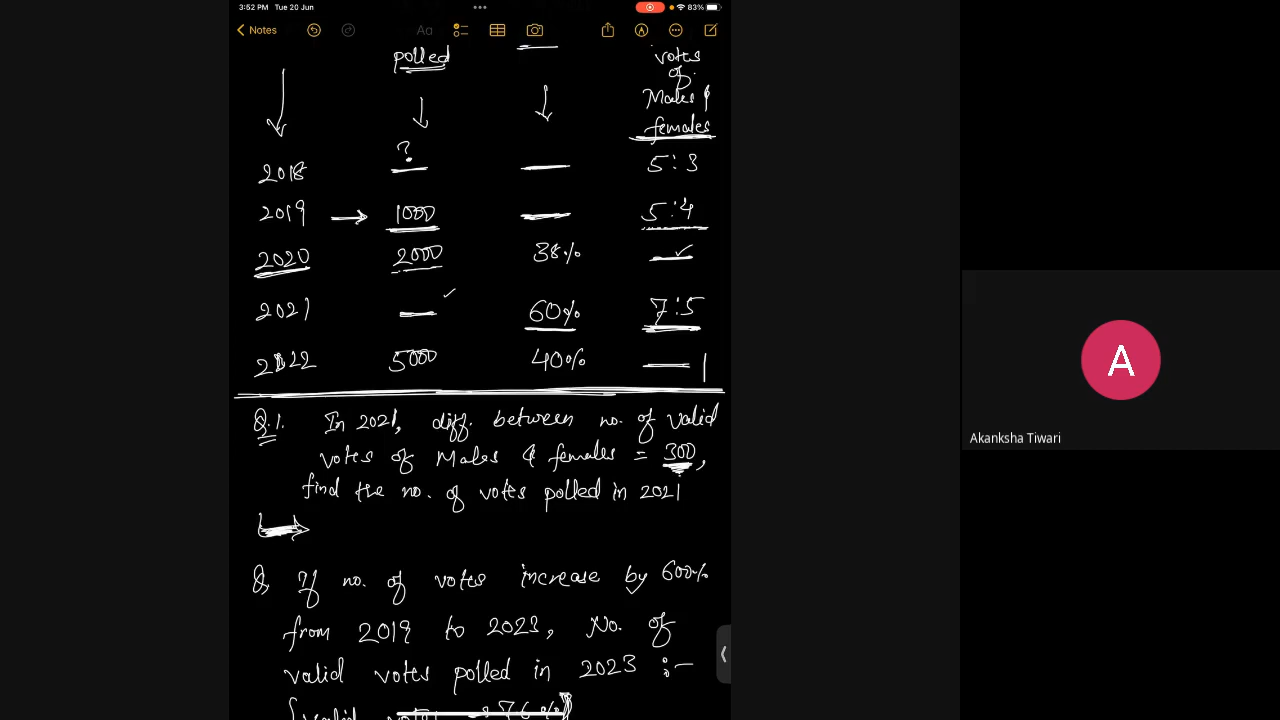 3:52 PM Tue 20 Jun
83%
Notes
Aa
polled
votes
of
Males &
females
2018 ? — — 5:3
2019 → 1000 — 5:4
2020 2000 38% —
2021 — 60% 7:5
2022 5000 40% —
Q.1. In 2021, diff. between no. of valid
votes of Males & females = 300,
find the no. of votes polled in 2021
Q, If no. of votes increase by 600%
from 2019 to 2023, No. of
valid votes polled in 2023 :-
A
Akanksha Tiwari